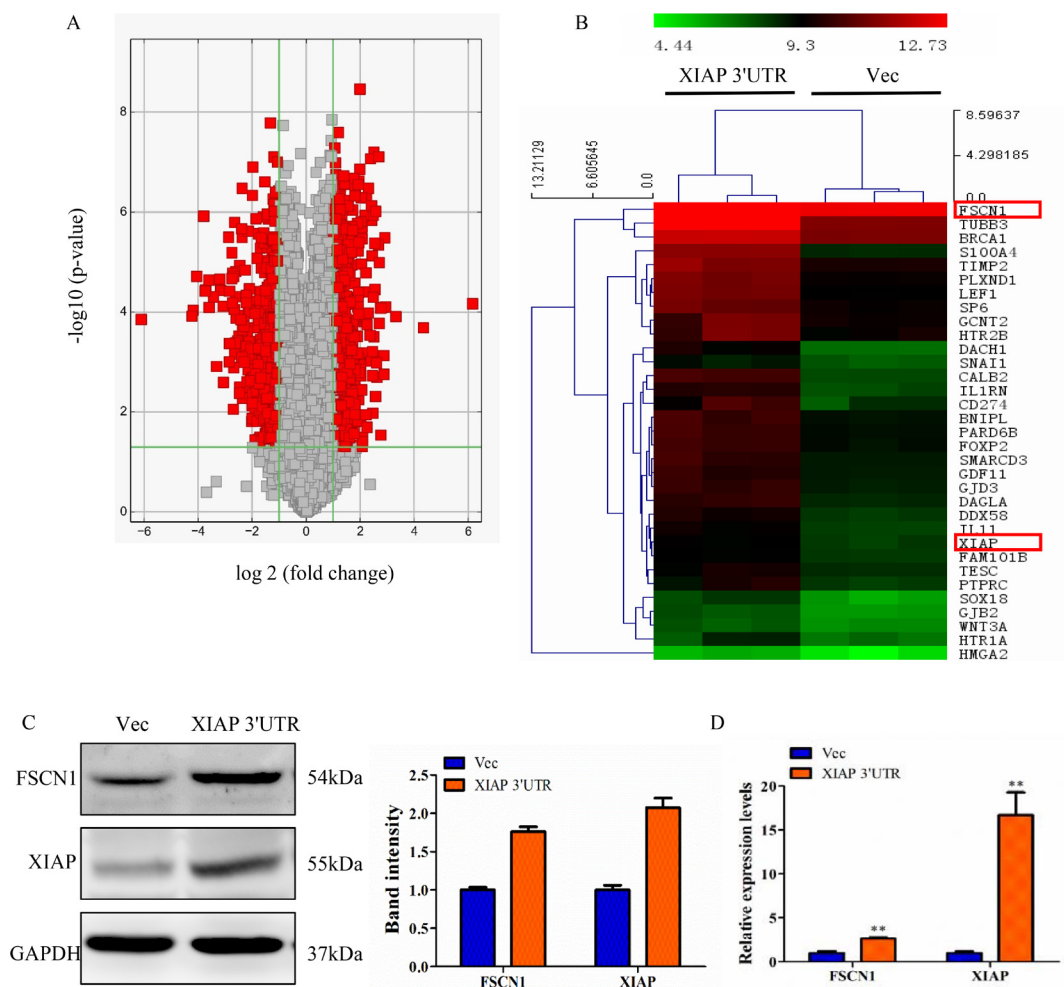 A
-log10 (p-value)
8
6
4
2
0
−6
−4
−2
0
2
4
6
log 2 (fold change)
B
4.44
9.3
12.73
XIAP 3'UTR
Vec
13.21129
6.605645
0.0
8.59637
4.298185
0.0
FSCN1
TUBB3
BRCA1
S100A4
TIMP2
PLXND1
LEF1
SP6
GCNT2
HTR2B
DACH1
SNAI1
CALB2
IL1RN
CD274
BNIPL
PARD6B
FOXP2
SMARCD3
GDF11
GJD3
DAGLA
DDX58
IL11
XIAP
FAM101B
TESC
PTPRC
SOX18
GJB2
WNT3A
HTR1A
HMGA2
C
Vec
XIAP 3'UTR
FSCN1
54kDa
XIAP
55kDa
GAPDH
37kDa
Vec
XIAP 3'UTR
Band intensity
2.5
2.0
1.5
1.0
0.5
0.0
FSCN1
XIAP
D
Vec
XIAP 3'UTR
Relative expression levels
20
15
10
5
0
**
**
FSCN1
XIAP